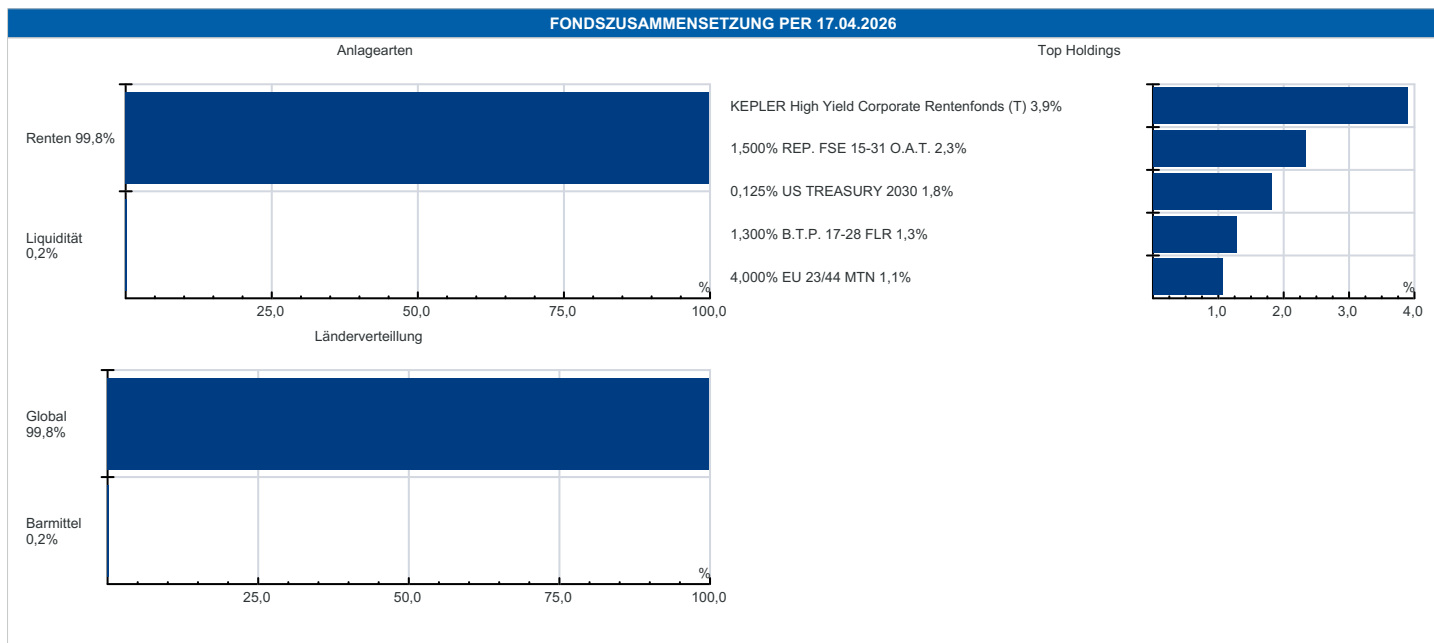 FONDSZUSAMMENSETZUNG PER 17.04.2026
Anlagearten
Renten 99,8%
Liquidität
0,2%
%
25,0 50,0 75,0 100,0
Länderverteillung
Global
99,8%
Barmittel
0,2%
%
25,0 50,0 75,0 100,0
Top Holdings
KEPLER High Yield Corporate Rentenfonds (T) 3,9%
1,500% REP. FSE 15-31 O.A.T. 2,3%
0,125% US TREASURY 2030 1,8%
1,300% B.T.P. 17-28 FLR 1,3%
4,000% EU 23/44 MTN 1,1%
%
1,0 2,0 3,0 4,0